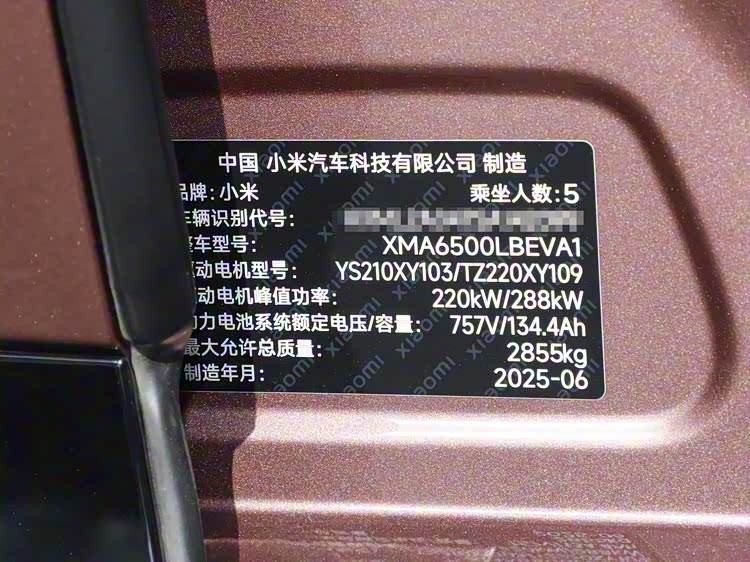 中国 小米汽车科技有限公司 制造
品牌: 小米 乘坐人数: 5
车辆识别代号:
整车型号: XMA6500LBEVA1
驱动电机型号: YS210XY103/TZ220XY109
驱动电机峰值功率: 220kW/288kW
动力电池系统额定电压/容量: 757V/134.4Ah
最大允许总质量: 2855kg
制造年月: 2025-06